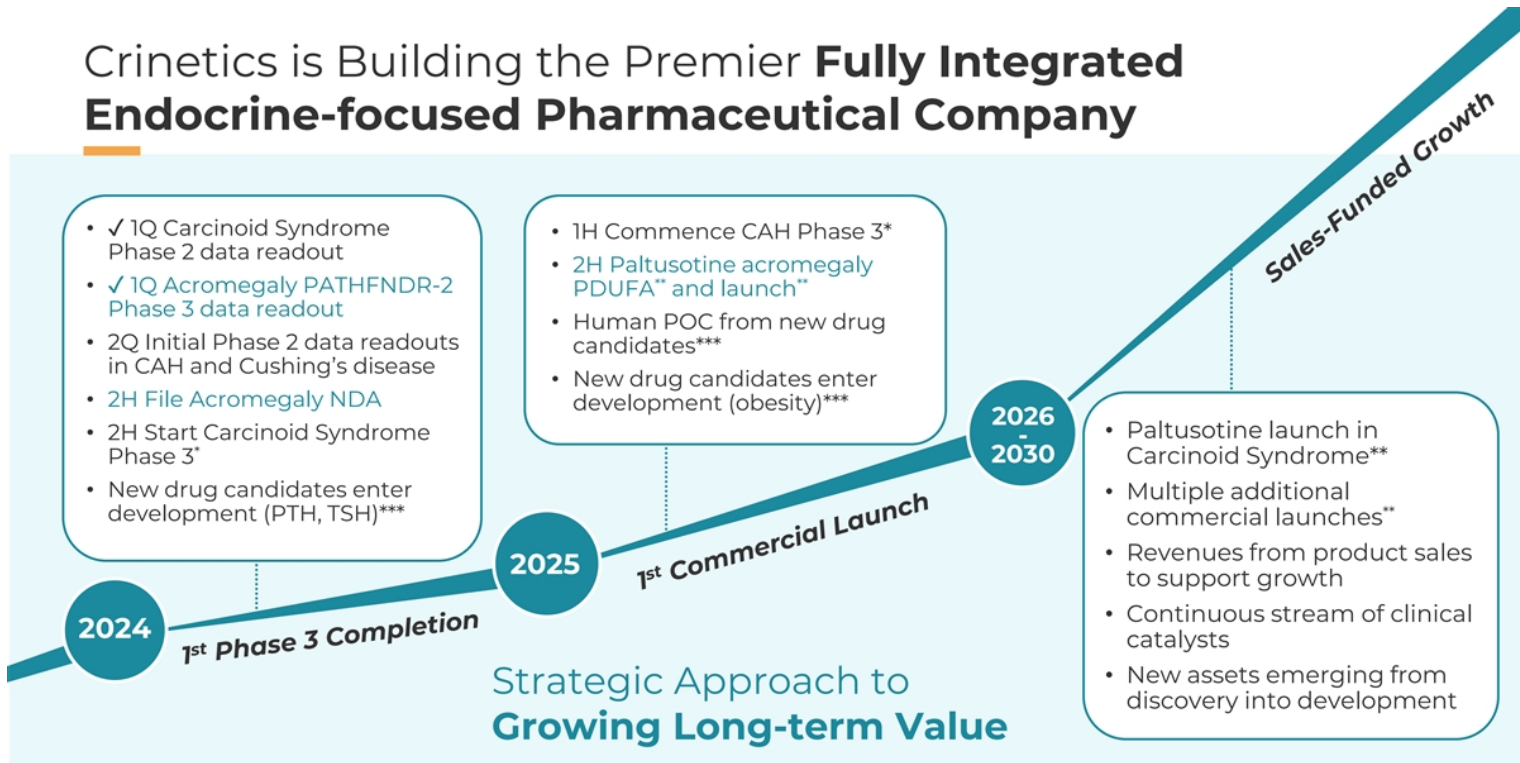 Crinetics is Building the Premier Fully Integrated
Endocrine-focused Pharmaceutical Company
• ✓ 1Q Carcinoid Syndrome
Phase 2 data readout
• ✓ 1Q Acromegaly PATHFNDR-2
Phase 3 data readout
• 2Q Initial Phase 2 data readouts
in CAH and Cushing's disease
• 2H File Acromegaly NDA
• 2H Start Carcinoid Syndrome
Phase 3*
• New drug candidates enter
development (PTH, TSH)***
2024
1st Phase 3 Completion
• 1H Commence CAH Phase 3*
• 2H Paltusotine acromegaly
PDUFA** and launch**
• Human POC from new drug
candidates***
• New drug candidates enter
development (obesity)***
2025
1st Commercial Launch
2026
-
2030
Sales-Funded Growth
• Paltusotine launch in
Carcinoid Syndrome**
• Multiple additional
commercial launches**
• Revenues from product sales
to support growth
• Continuous stream of clinical
catalysts
• New assets emerging from
discovery into development
Strategic Approach to
Growing Long-term Value